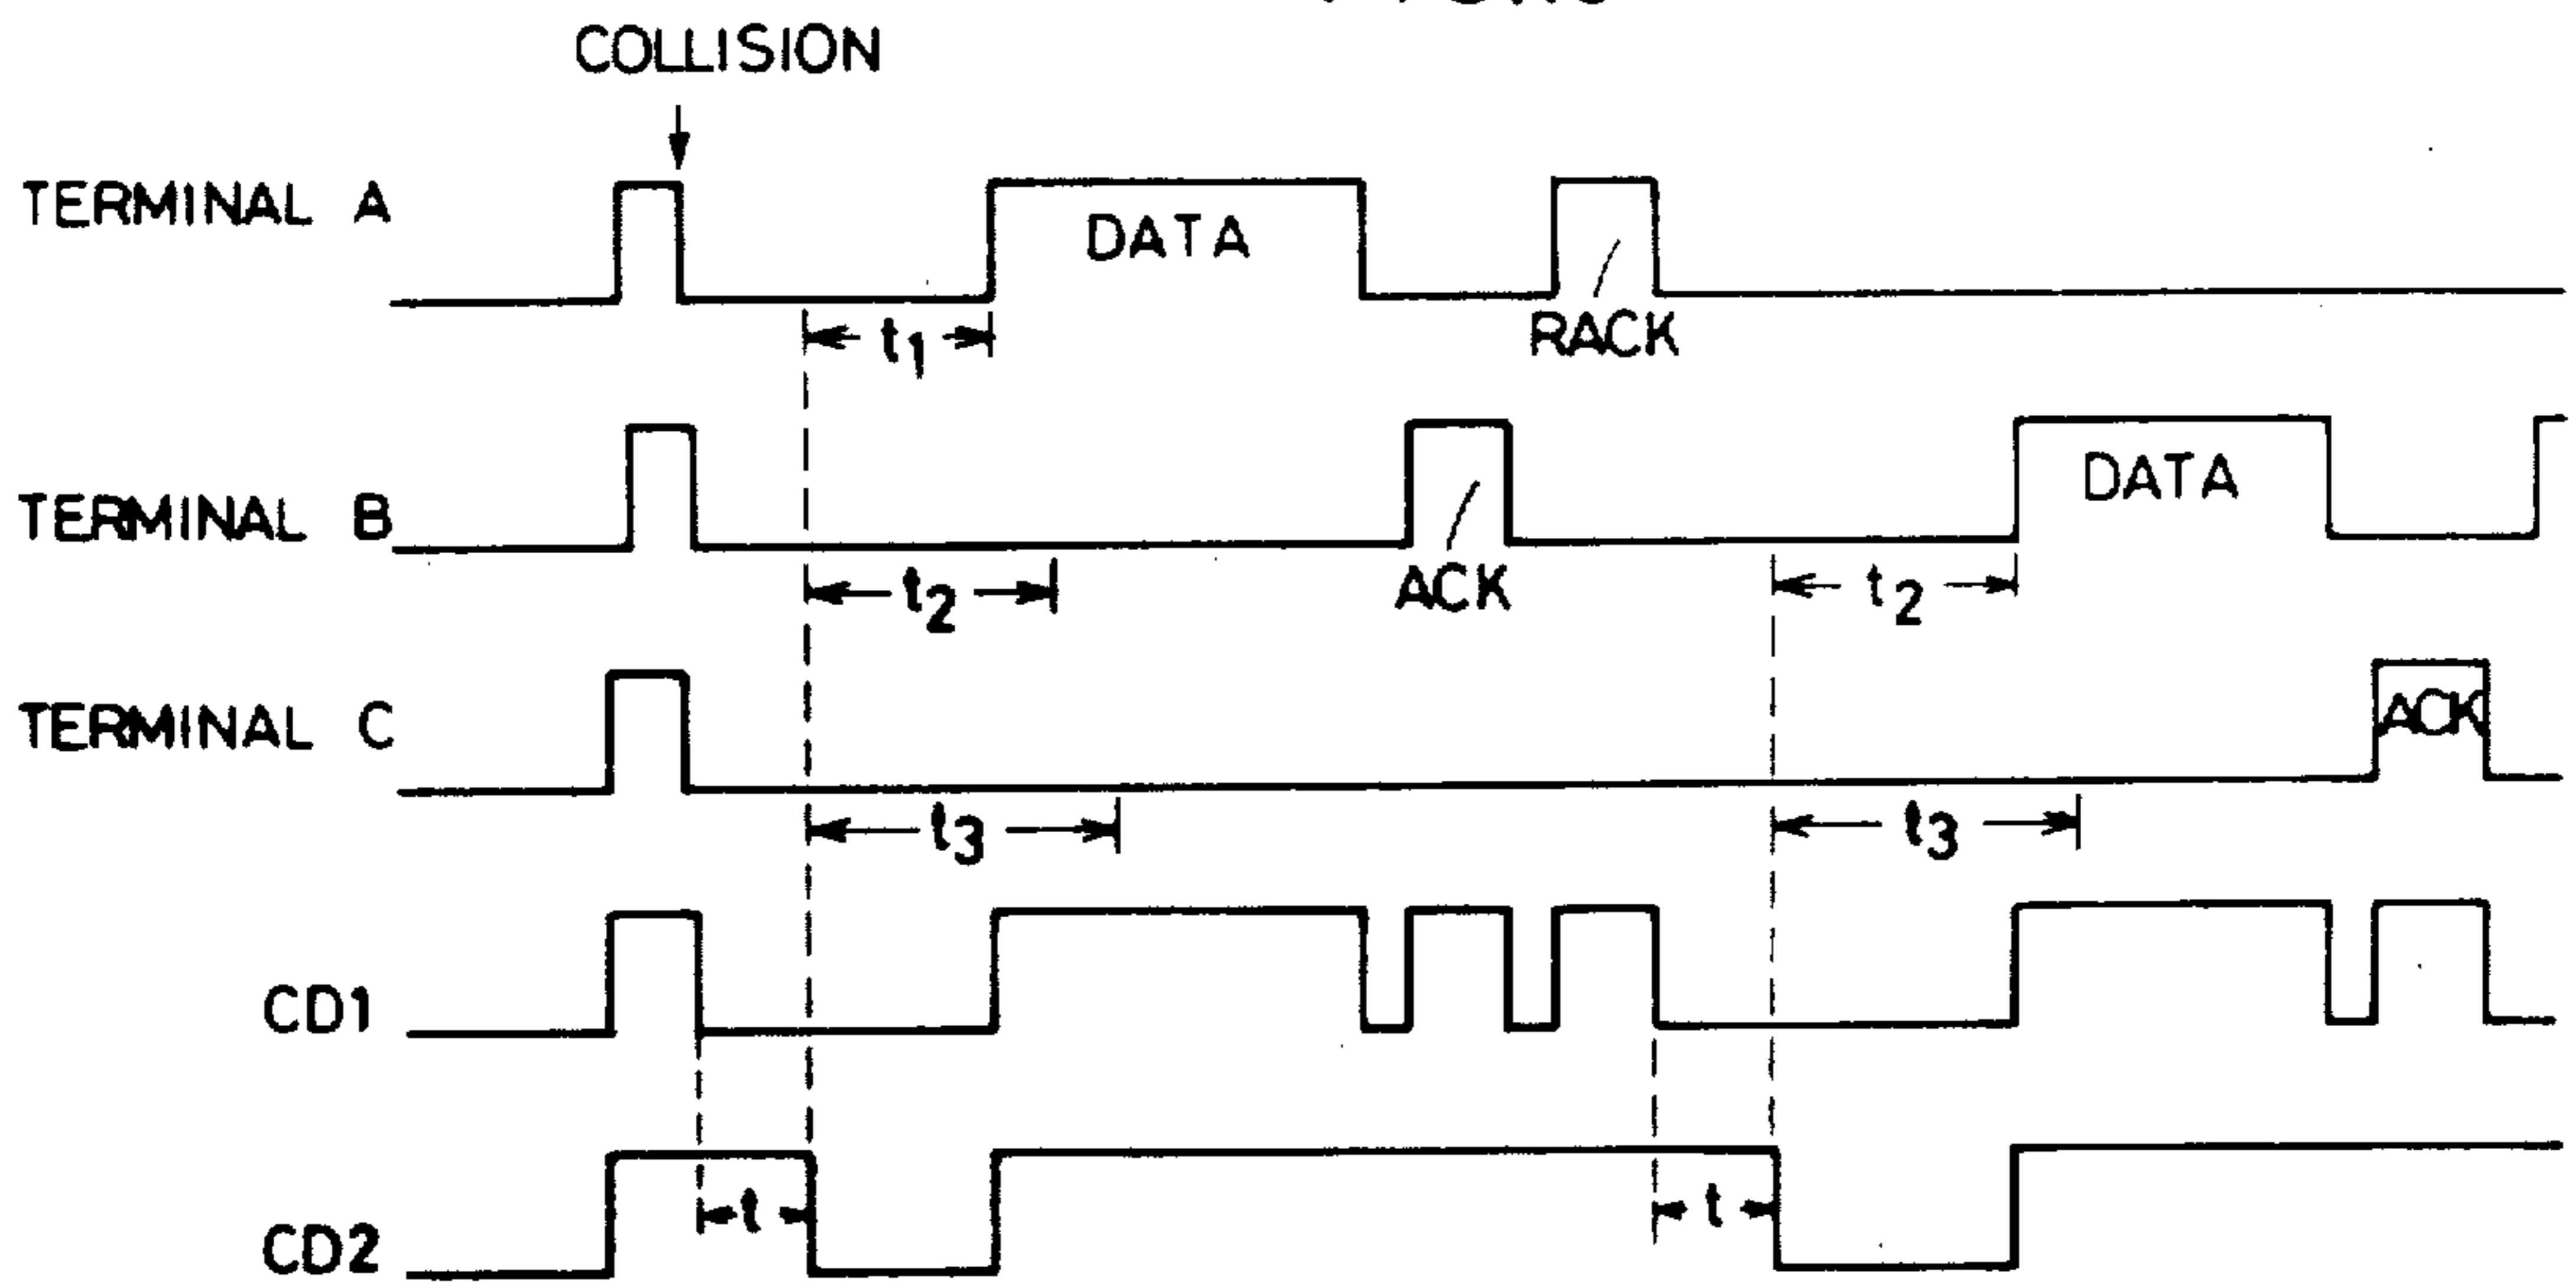 COLLISION
TERMINAL A
DATA
t1
RACK
TERMINAL B
DATA
t2
ACK
t2
TERMINAL C
ACK
t3
t3
CD1
t
t
CD2